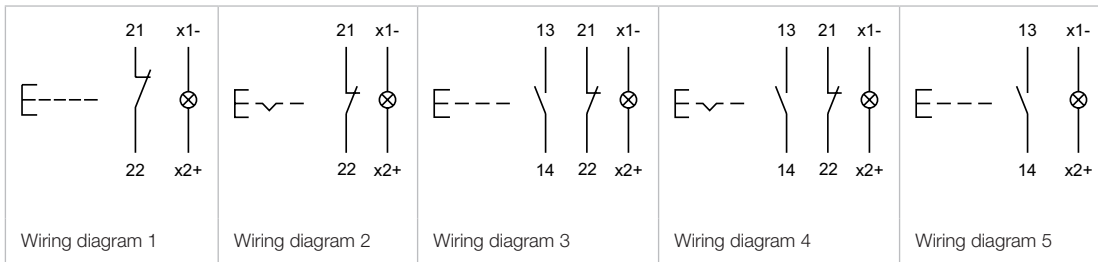 21 x1-
22 x2+
Wiring diagram 1
21 x1-
22 x2+
Wiring diagram 2
13 21 x1-
14 22 x2+
Wiring diagram 3
13 21 x1-
14 22 x2+
Wiring diagram 4
13 x1-
14 x2+
Wiring diagram 5